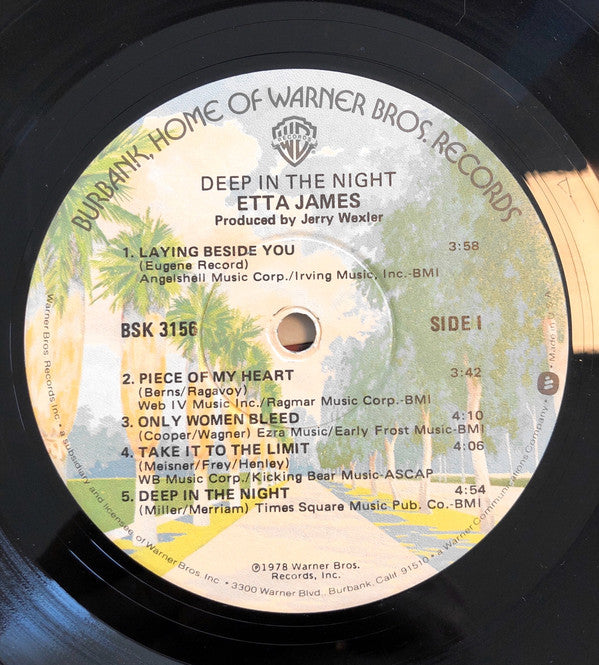 BURBANK, HOME OF WARNER BROS. RECORDS
WB
RECORDS
DEEP IN THE NIGHT
ETTA JAMES
Produced by Jerry Wexler
1. LAYING BESIDE YOU 3:58
(Eugene Record)
Angelshell Music Corp./Irving Music, Inc.-BMI
BSK 3156 SIDE I
2. PIECE OF MY HEART 3:42
(Berns/Ragavoy)
Web IV Music Inc./Ragmar Music Corp.-BMI
3. ONLY WOMEN BLEED 4:10
(Cooper/Wagner) Ezra Music/Early Frost Music-BMI
4. TAKE IT TO THE LIMIT 4:06
(Meisner/Frey/Henley)
WB Music Corp./Kicking Bear Music-ASCAP
5. DEEP IN THE NIGHT 4:54
(Miller/Merriam) Times Square Music Pub. Co.-BMI
℗1978 Warner Bros.
Records, Inc.
Warner Bros. Records Inc. • a subsidiary and licensee of Warner Bros. Inc. • 3300 Warner Blvd., Burbank, Calif. 91510 • a Warner Communications Company • Made in U.S.A.